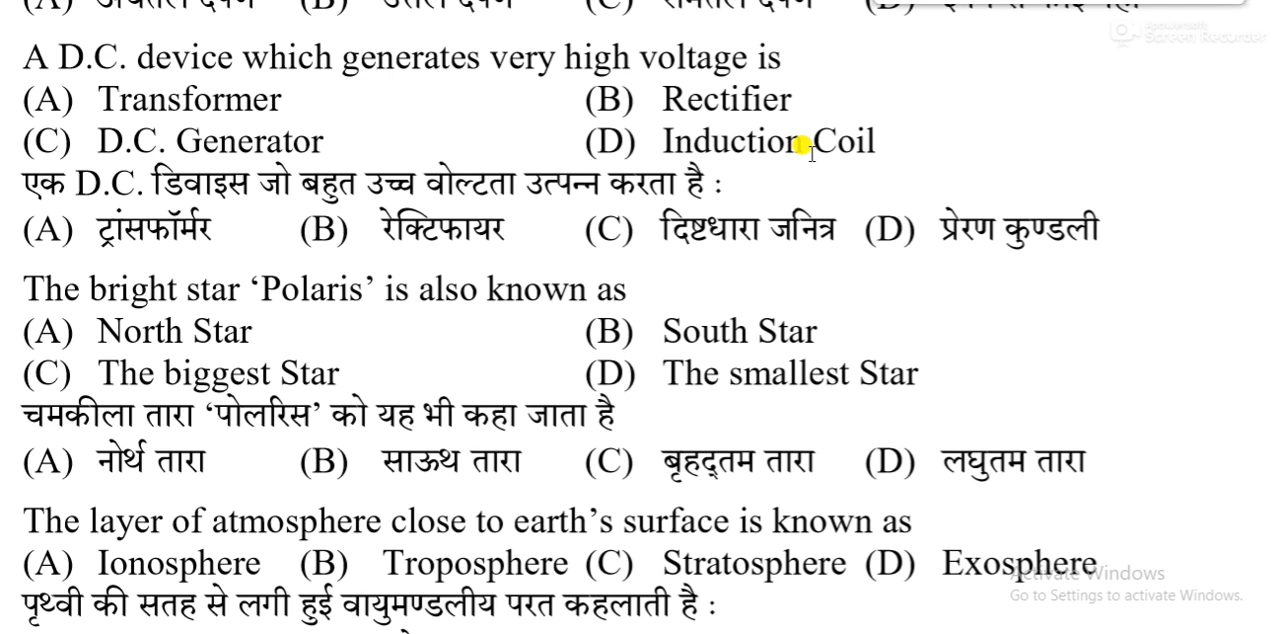 A D.C. device which generates very high voltage is
(A) Transformer (B) Rectifier
(C) D.C. Generator (D) Induction Coil
एक D.C. डिवाइस जो बहुत उच्च वोल्टता उत्पन्न करता है :
(A) ट्रांसफॉर्मर (B) रेक्टिफायर (C) दिष्टधारा जनित्र (D) प्रेरण कुण्डली
The bright star ‘Polaris’ is also known as
(A) North Star (B) South Star
(C) The biggest Star (D) The smallest Star
चमकीला तारा ‘पोलरिस’ को यह भी कहा जाता है
(A) नोर्थ तारा (B) साऊथ तारा (C) बृहद्तम तारा (D) लघुतम तारा
The layer of atmosphere close to earth’s surface is known as
(A) Ionosphere (B) Troposphere (C) Stratosphere (D) Exosphere
पृथ्वी की सतह से लगी हुई वायुमण्डलीय परत कहलाती है :
Apowersoft
Screen Recorder
Activate Windows
Go to Settings to activate Windows.